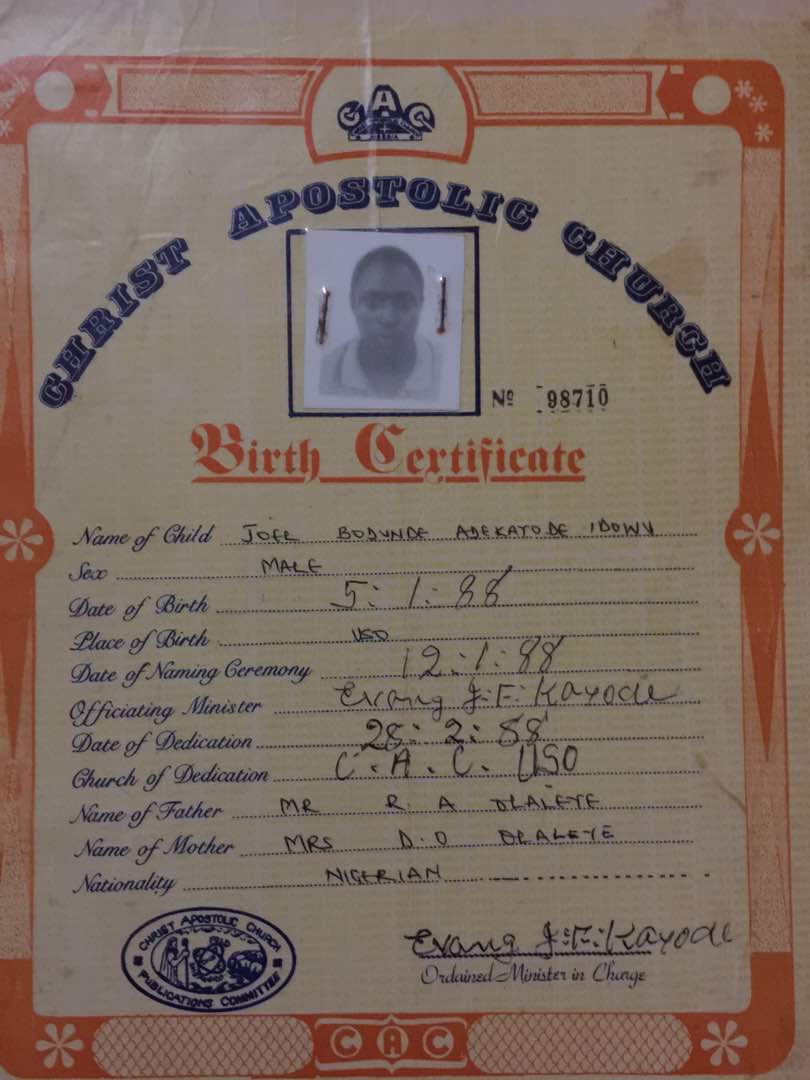 CAC
CHRIST APOSTOLIC CHURCH
Nº 98710
Birth Certificate
Name of Child JOEL BODUNDE ADEKAYODE IDOWU
Sex MALE
Date of Birth 5:1:88
Place of Birth USO
Date of Naming Ceremony 12:1:88
Officiating Minister Evang J.F. Kayode
Date of Dedication 28:2:88
Church of Dedication C.A.C. USO
Name of Father MR R. A OLALEYE
Name of Mother MRS D.O OLALEYE
Nationality NIGERIAN
CHRIST APOSTOLIC CHURCH
PUBLICATIONS COMMITTEE
Evang J.F. Kayode
Ordained Minister in Charge
CAC